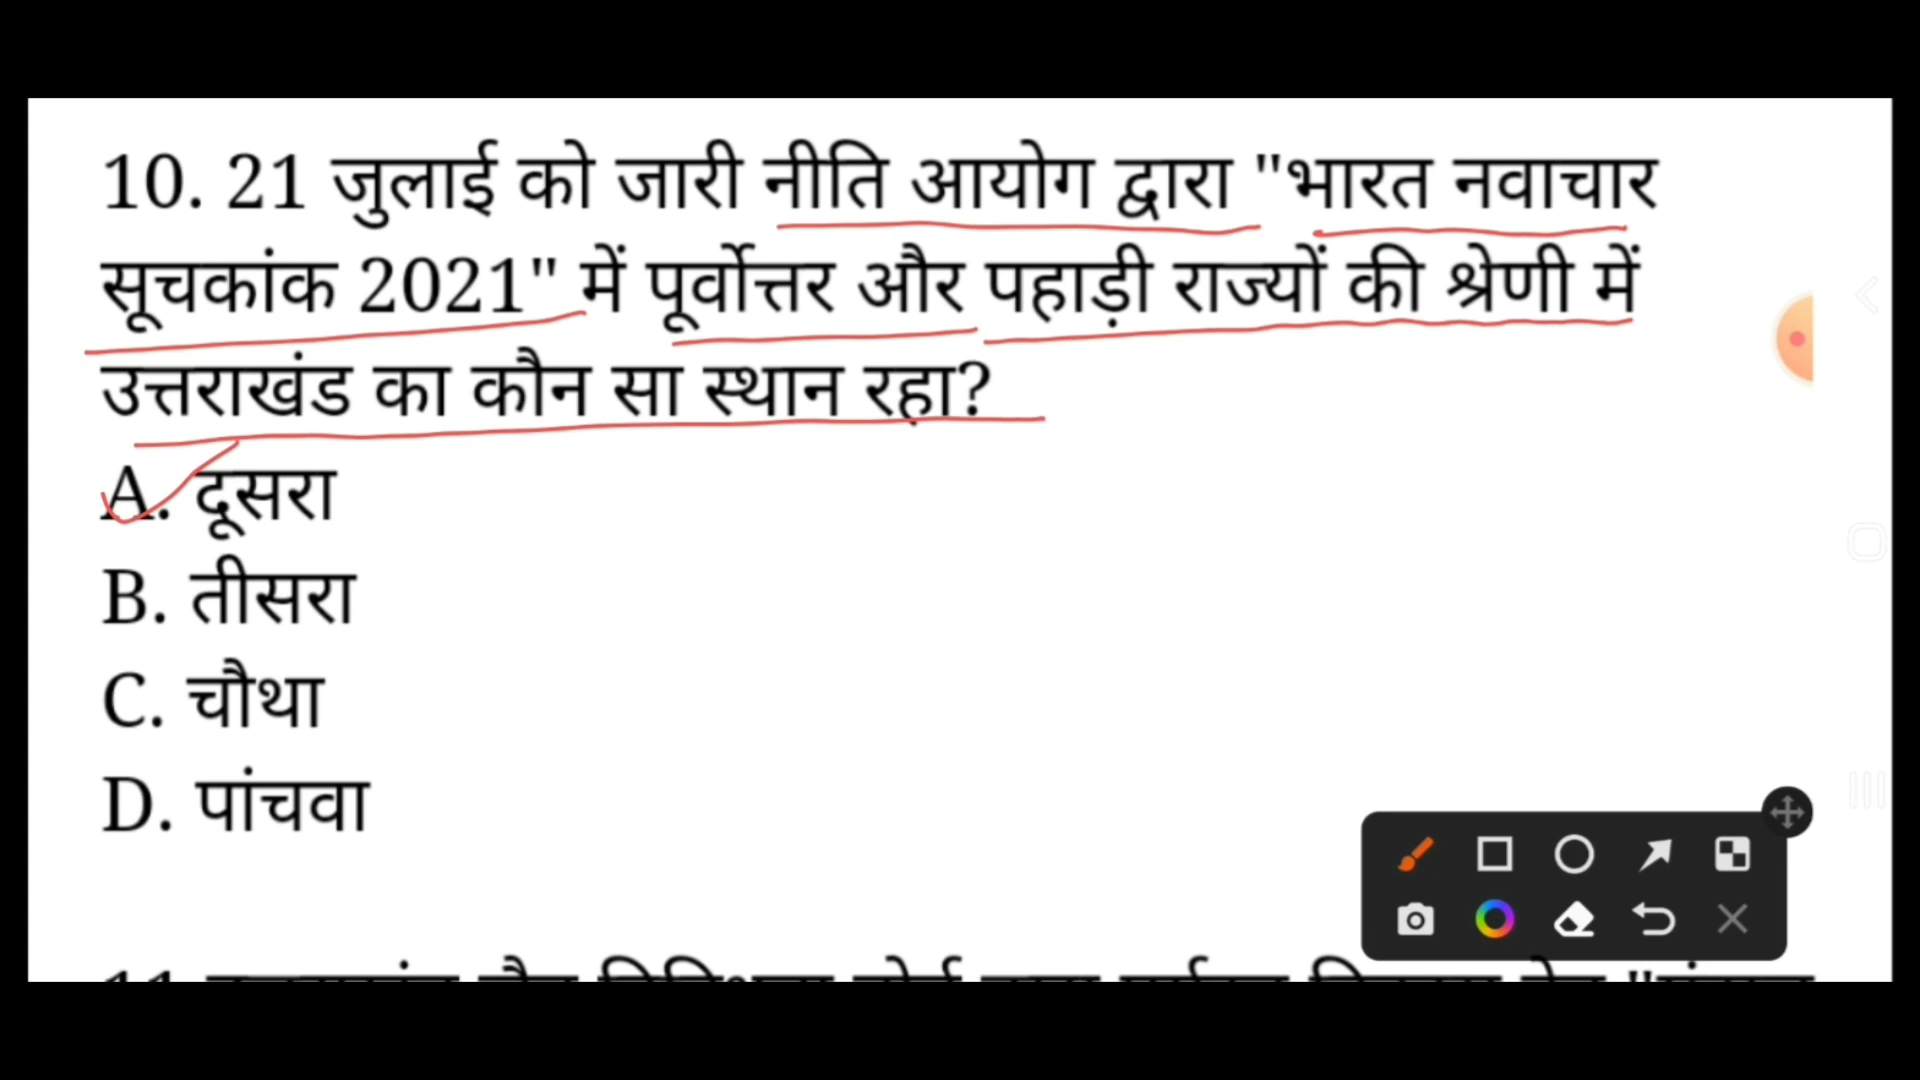 10. 21 जुलाई को जारी नीति आयोग द्वारा "भारत नवाचार
सूचकांक 2021" में पूर्वोत्तर और पहाड़ी राज्यों की श्रेणी में
उत्तराखंड का कौन सा स्थान रहा?
A. दूसरा
B. तीसरा
C. चौथा
D. पांचवा